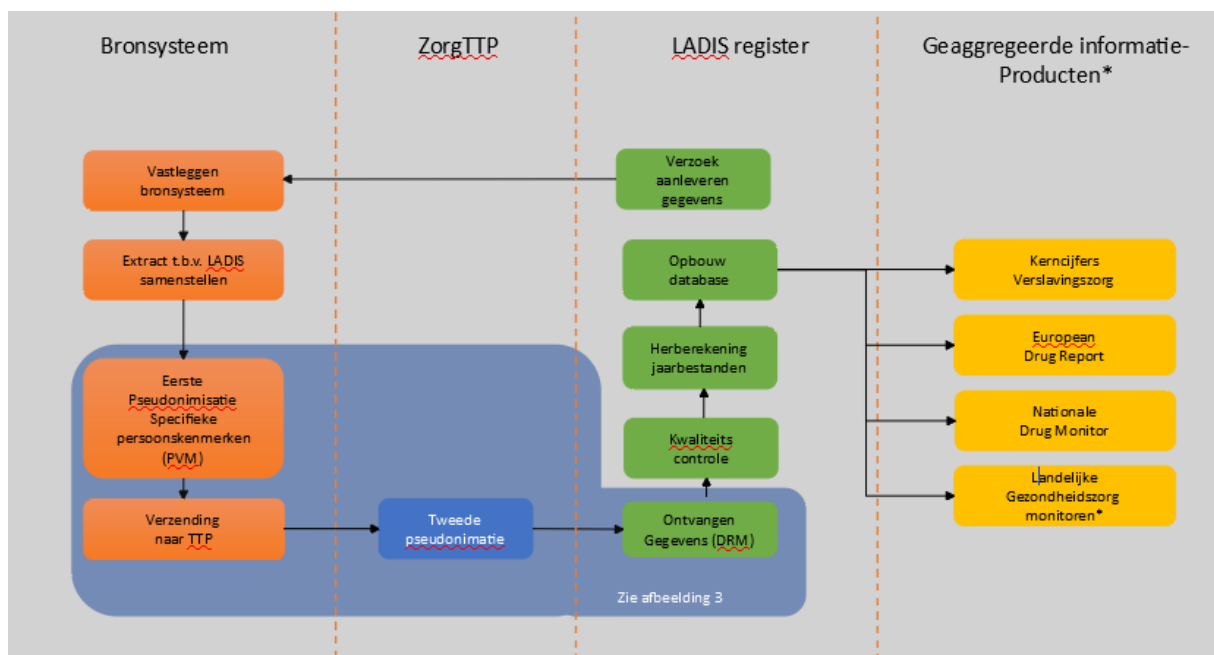 Bronsysteem
ZorgTTP
LADIS register
Geaggregeerde informatie-
Producten*
Vastleggen
bronsysteem
Verzoek
aanleveren
gegevens
Extract t.b.v. LADIS
samenstellen
Opbouw
database
Kerncijfers
Verslavingszorg
Eerste
Pseudonimisatie
Specifieke
persoonskenmerken
(PVM)
Herberekening
jaarbestanden
European
Drug Report
Kwaliteits
controle
Nationale
Drug Monitor
Landelijke
Gezondheidszorg
monitoren*
Verzending
naar TTP
Tweede
pseudonimatie
Ontvangen
Gegevens (DRM)
Zie afbeelding 3